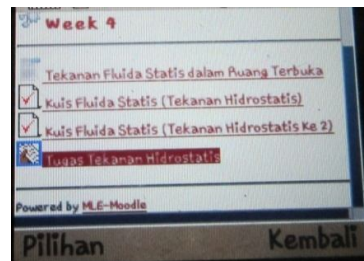 Week 4
Tekanan Fluida Statis dalam Ruang Terbuka
Kuis Fluida Statis (Tekanan Hidrostatis)
Kuis Fluida Statis (Tekanan Hidrostatis Ke 2)
Tugas Tekanan Hidrostatis
Powered by MLE-Moodle
Pilihan Kembali